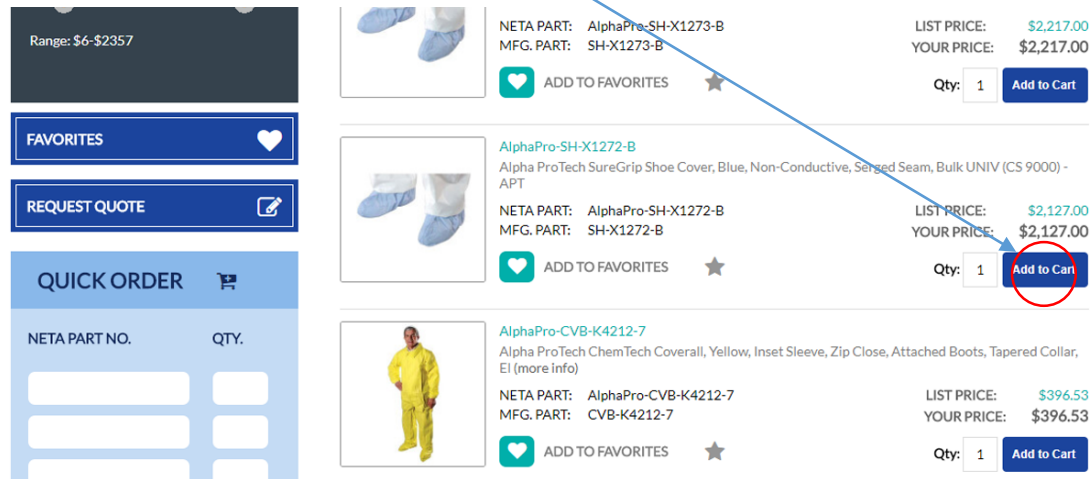 Range: $6-$2357
FAVORITES
REQUEST QUOTE
QUICK ORDER
NETA PART NO. QTY.
NETA PART: AlphaPro-SH-X1273-B LIST PRICE: $2,217.00
MFG. PART: SH-X1273-B YOUR PRICE: $2,217.00
ADD TO FAVORITES Qty: 1 Add to Cart
AlphaPro-SH-X1272-B
Alpha ProTech SureGrip Shoe Cover, Blue, Non-Conductive, Serged Seam, Bulk UNIV (CS 9000) -
APT
NETA PART: AlphaPro-SH-X1272-B LIST PRICE: $2,127.00
MFG. PART: SH-X1272-B YOUR PRICE: $2,127.00
ADD TO FAVORITES Qty: 1 Add to Cart
AlphaPro-CVB-K4212-7
Alpha ProTech ChemTech Coverall, Yellow, Inset Sleeve, Zip Close, Attached Boots, Tapered Collar,
El (more info)
NETA PART: AlphaPro-CVB-K4212-7 LIST PRICE: $396.53
MFG. PART: CVB-K4212-7 YOUR PRICE: $396.53
ADD TO FAVORITES Qty: 1 Add to Cart